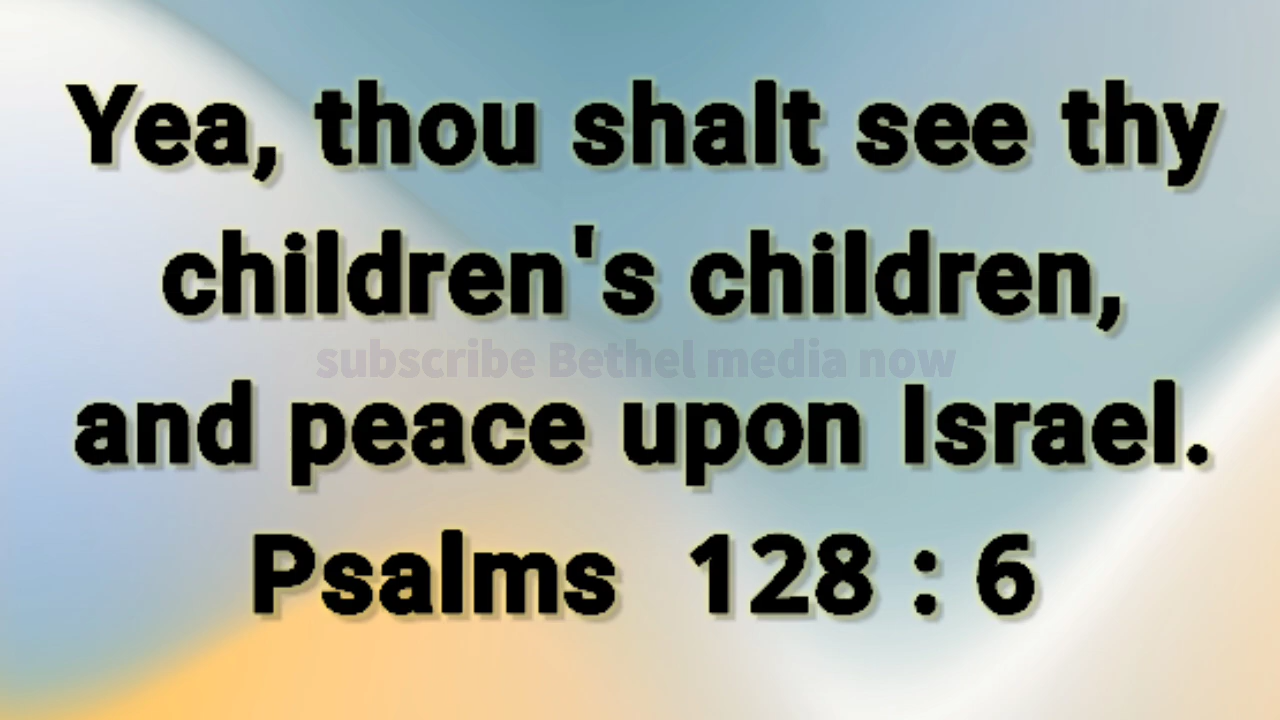 Yea, thou shalt see thy
children's children,
subscribe Bethel media now
and peace upon Israel.
Psalms 128 : 6